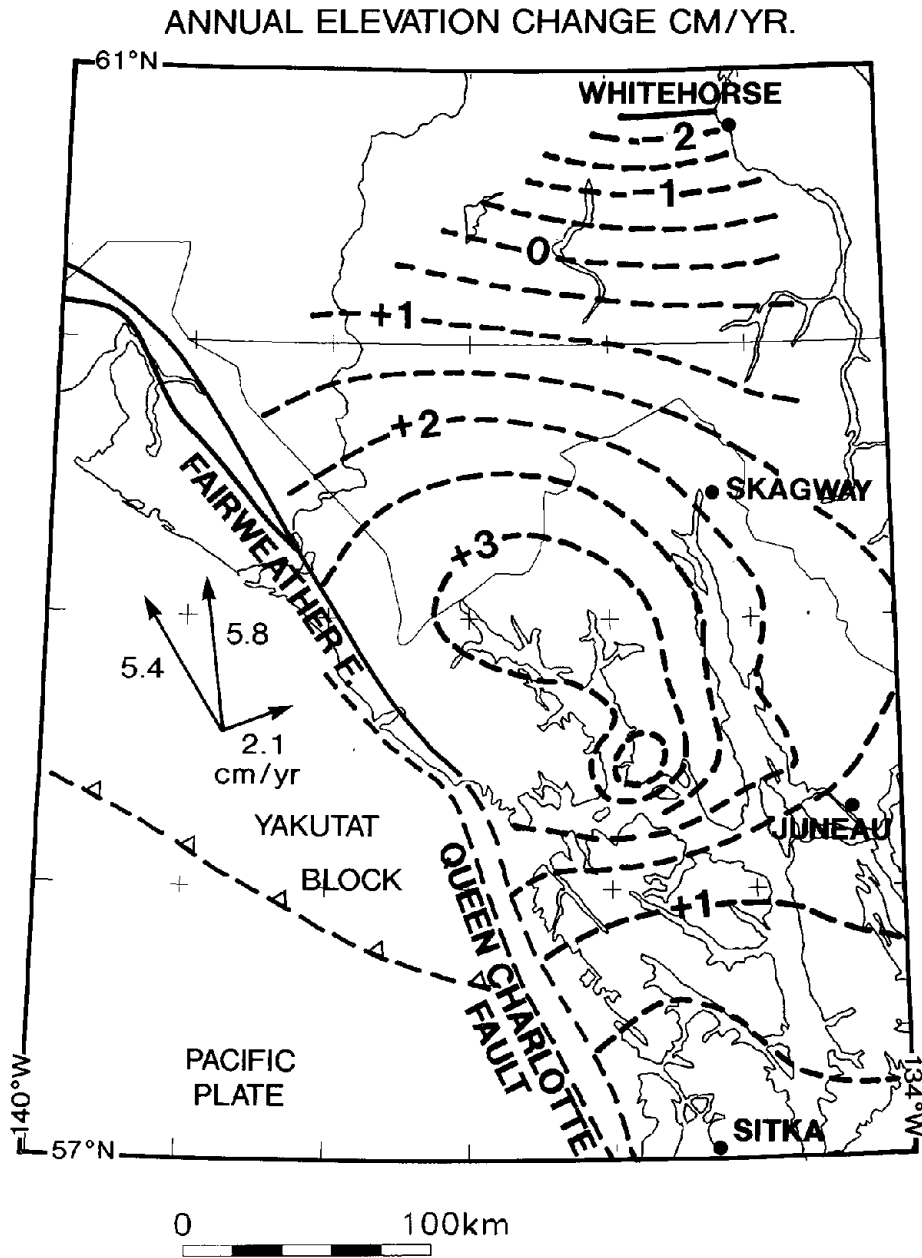 ANNUAL ELEVATION CHANGE CM/YR.
61°N
WHITEHORSE
-2
-1
0
+1
+2
SKAGWAY
+3
FAIRWEATHER F.
5.8
5.4
2.1
cm/yr
YAKUTAT
BLOCK
JUNEAU
QUEEN CHARLOTTE
FAULT
+1
PACIFIC
PLATE
140°W
134°W
57°N
SITKA
0 100km